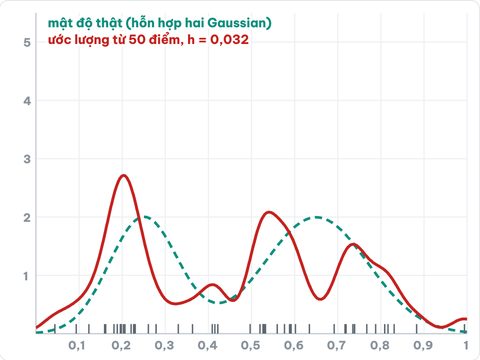 mật độ thật (hỗn hợp hai Gaussian)
ước lượng từ 50 điểm, h = 0,032
5
4
3
2
1
0,1 0,2 0,3 0,4 0,5 0,6 0,7 0,8 0,9 1